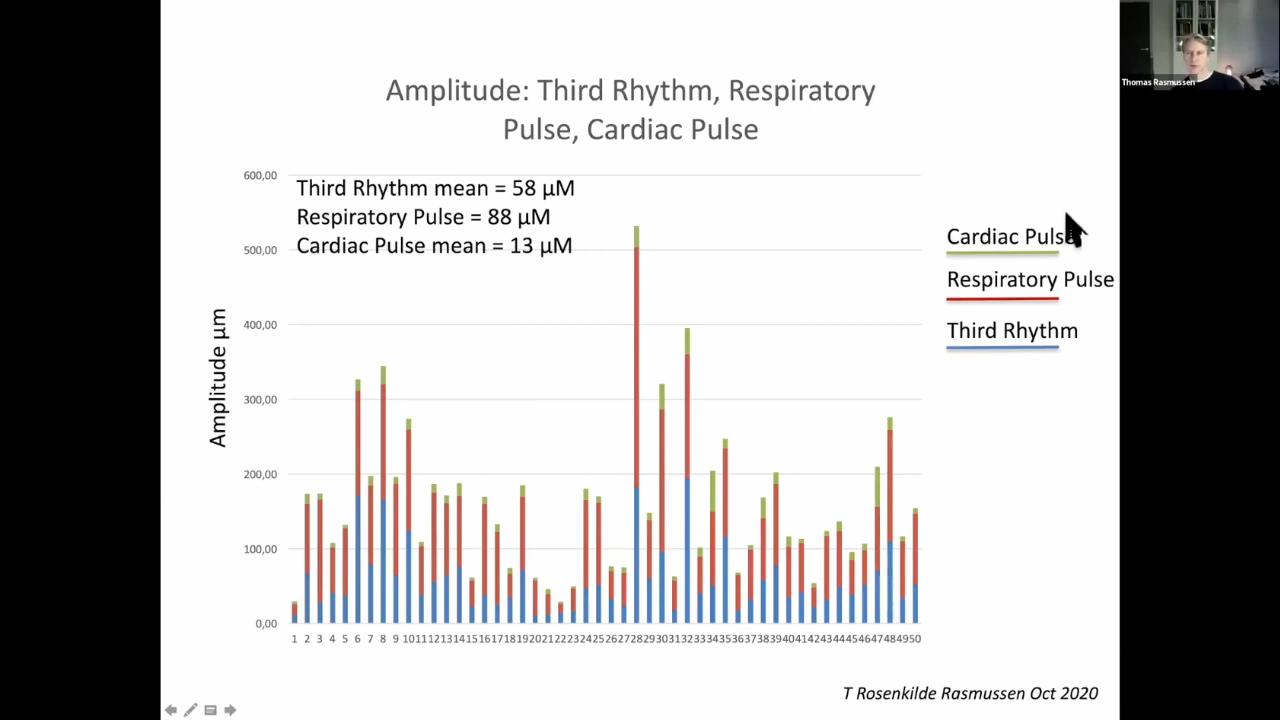 Thomas Rasmussen
Amplitude: Third Rhythm, Respiratory
Pulse, Cardiac Pulse
600,00
Third Rhythm mean = 58 µM
Respiratory Pulse = 88 µM
Cardiac Pulse mean = 13 µM
500,00
400,00
300,00
200,00
100,00
0,00
Amplitude µm
Cardiac Pulse
Respiratory Pulse
Third Rhythm
1 2 3 4 5 6 7 8 9 10 11 12 13 14 15 16 17 18 19 20 21 22 23 24 25 26 27 28 29 30 31 32 33 34 35 36 37 38 39 40 41 42 43 44 45 46 47 48 49 50
T Rosenkilde Rasmussen Oct 2020